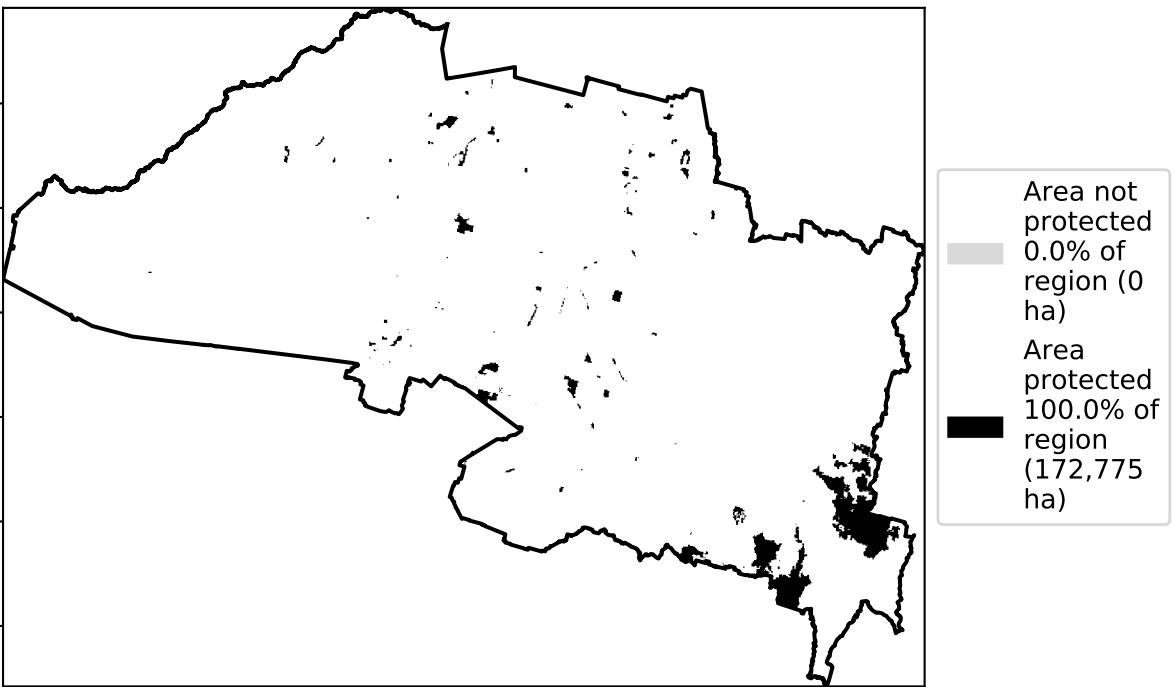 Area not
protected
0.0% of
region (0
ha)
Area
protected
100.0% of
region
(172,775
ha)